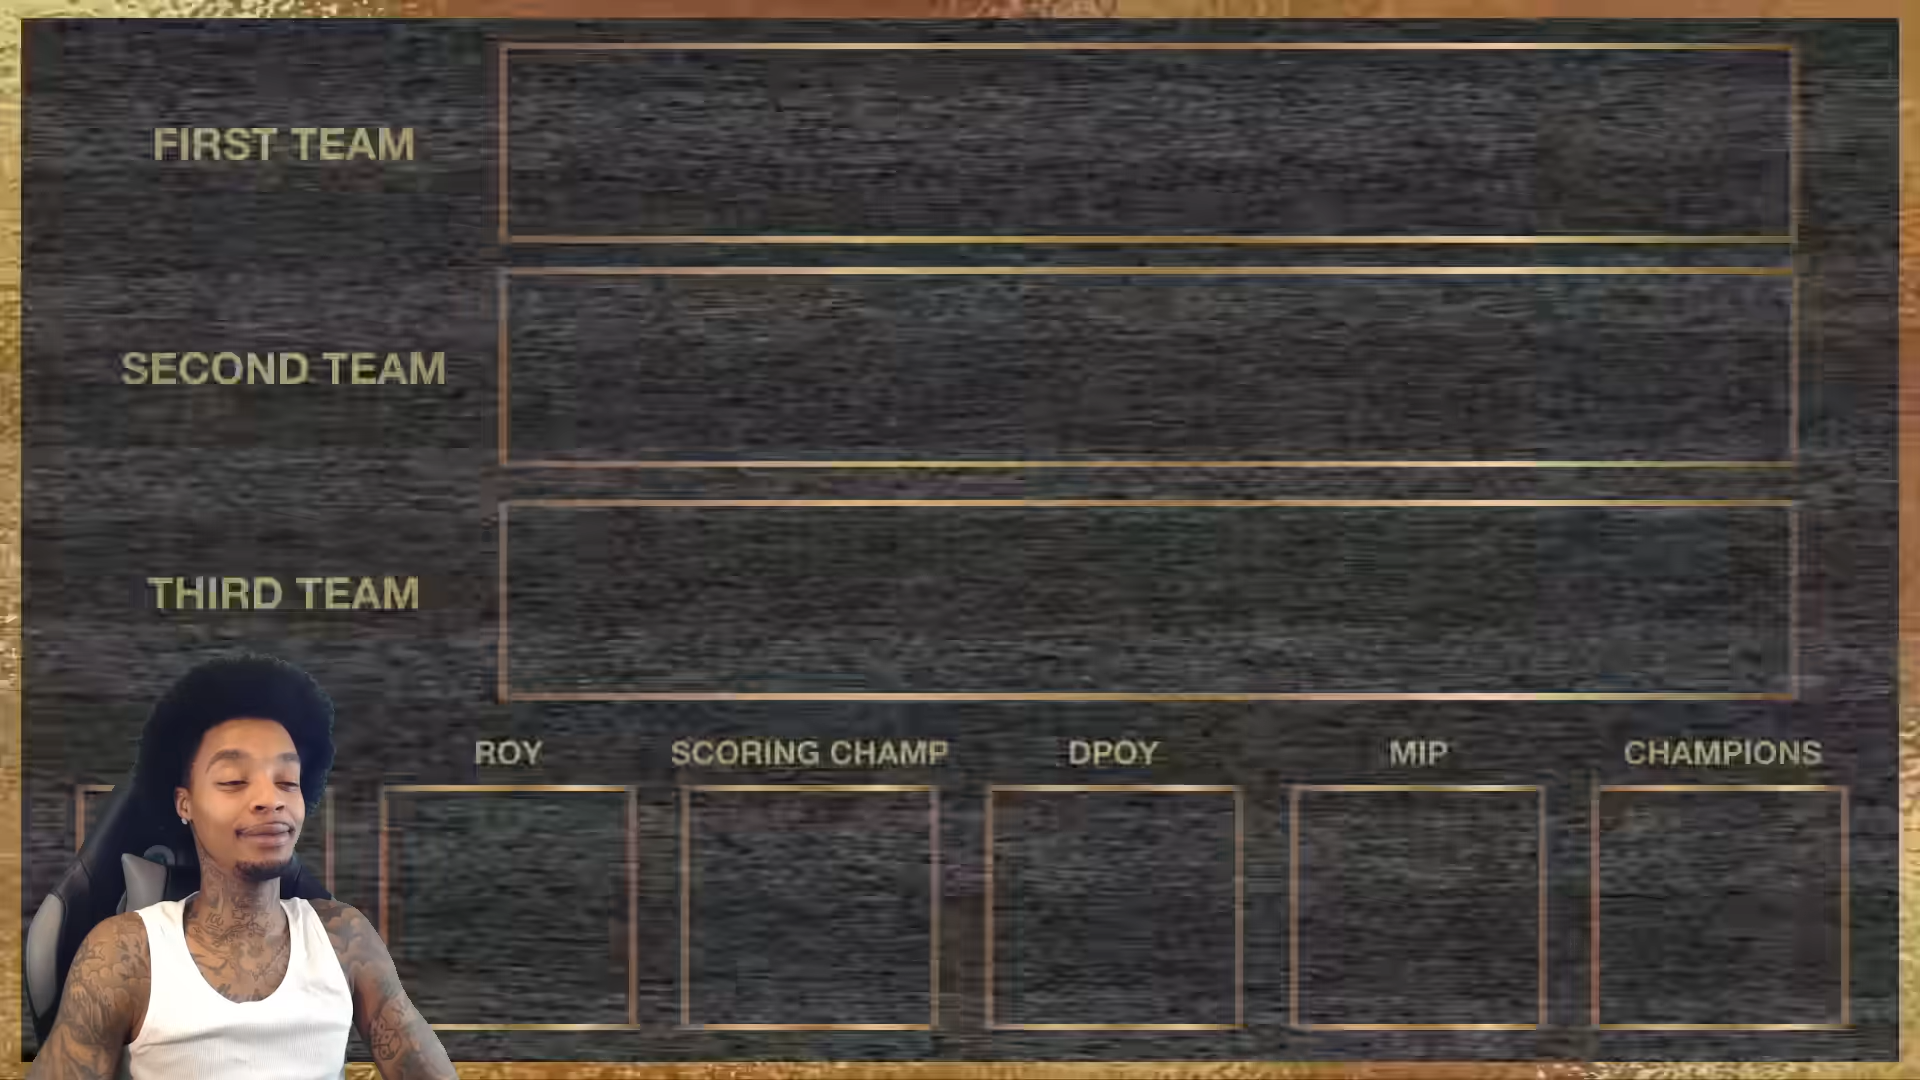 FIRST TEAM
SECOND TEAM
THIRD TEAM
ROY
SCORING CHAMP
DPOY
MIP
CHAMPIONS